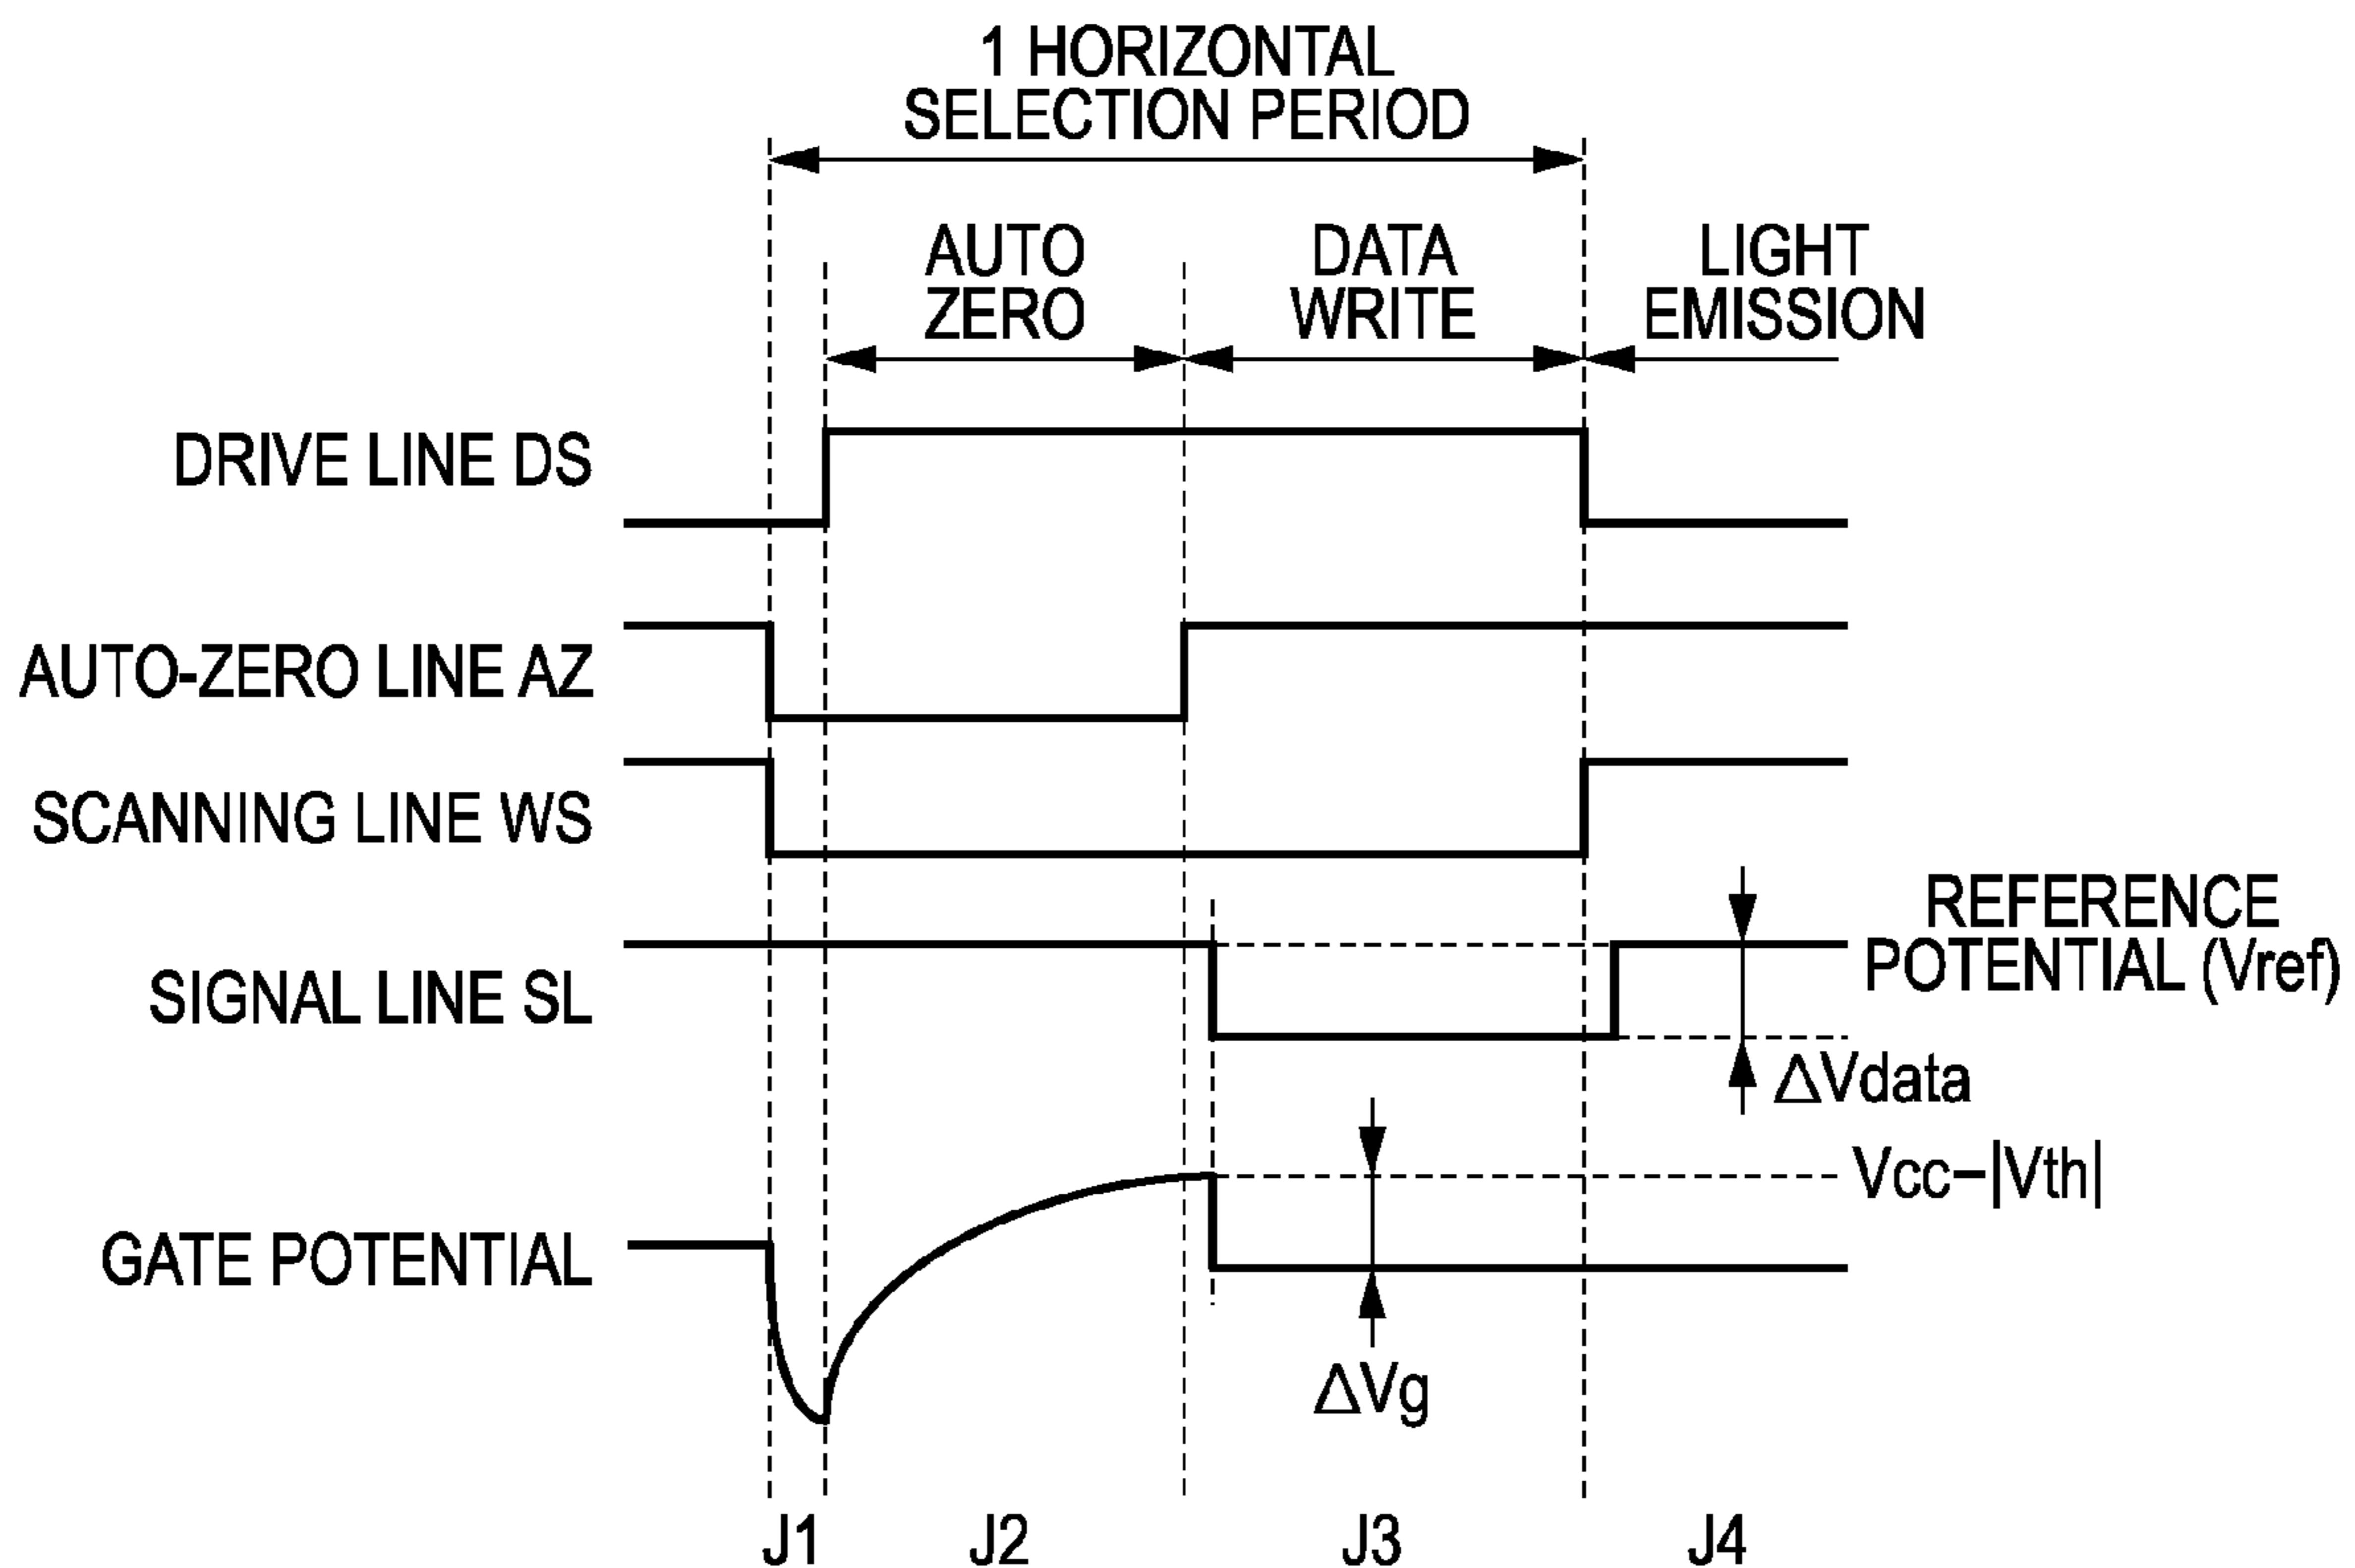 1 HORIZONTAL
SELECTION PERIOD
AUTO
ZERO
DATA
WRITE
LIGHT
EMISSION
DRIVE LINE DS
AUTO-ZERO LINE AZ
SCANNING LINE WS
SIGNAL LINE SL
REFERENCE
POTENTIAL (Vref)
ΔVdata
Vcc−|Vth|
GATE POTENTIAL
ΔVg
J1
J2
J3
J4